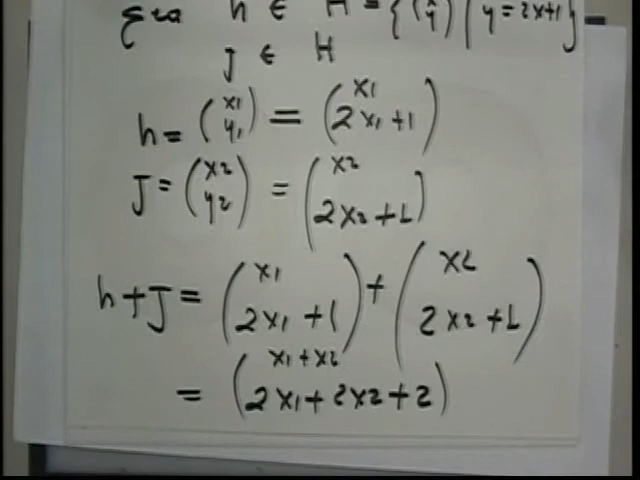 Sea h ∈ H = {(x y) | y = 2x+1}
J ∈ H
h = (x1 y1) = (x1 2x1+1)
J = (x2 y2) = (x2 2x2+1)
h+J = (x1 2x1+1) + (x2 2x2+1)
= (x1+x2 2x1+2x2+2)